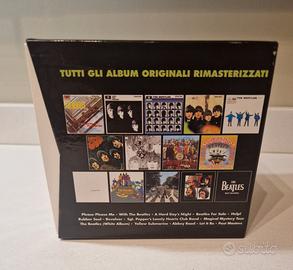 TUTTI GLI ALBUM ORIGINALI RIMASTERIZZATI
THE BEATLES
Please Please Me - With The Beatles - A Hard Day's Night - Beatles For Sale - Help!
Rubber Soul - Revolver - Sgt. Pepper's Lonely Hearts Club Band - Magical Mystery Tour
The Beatles (White Album) - Yellow Submarine - Abbey Road - Let It Be - Past Masters
subito